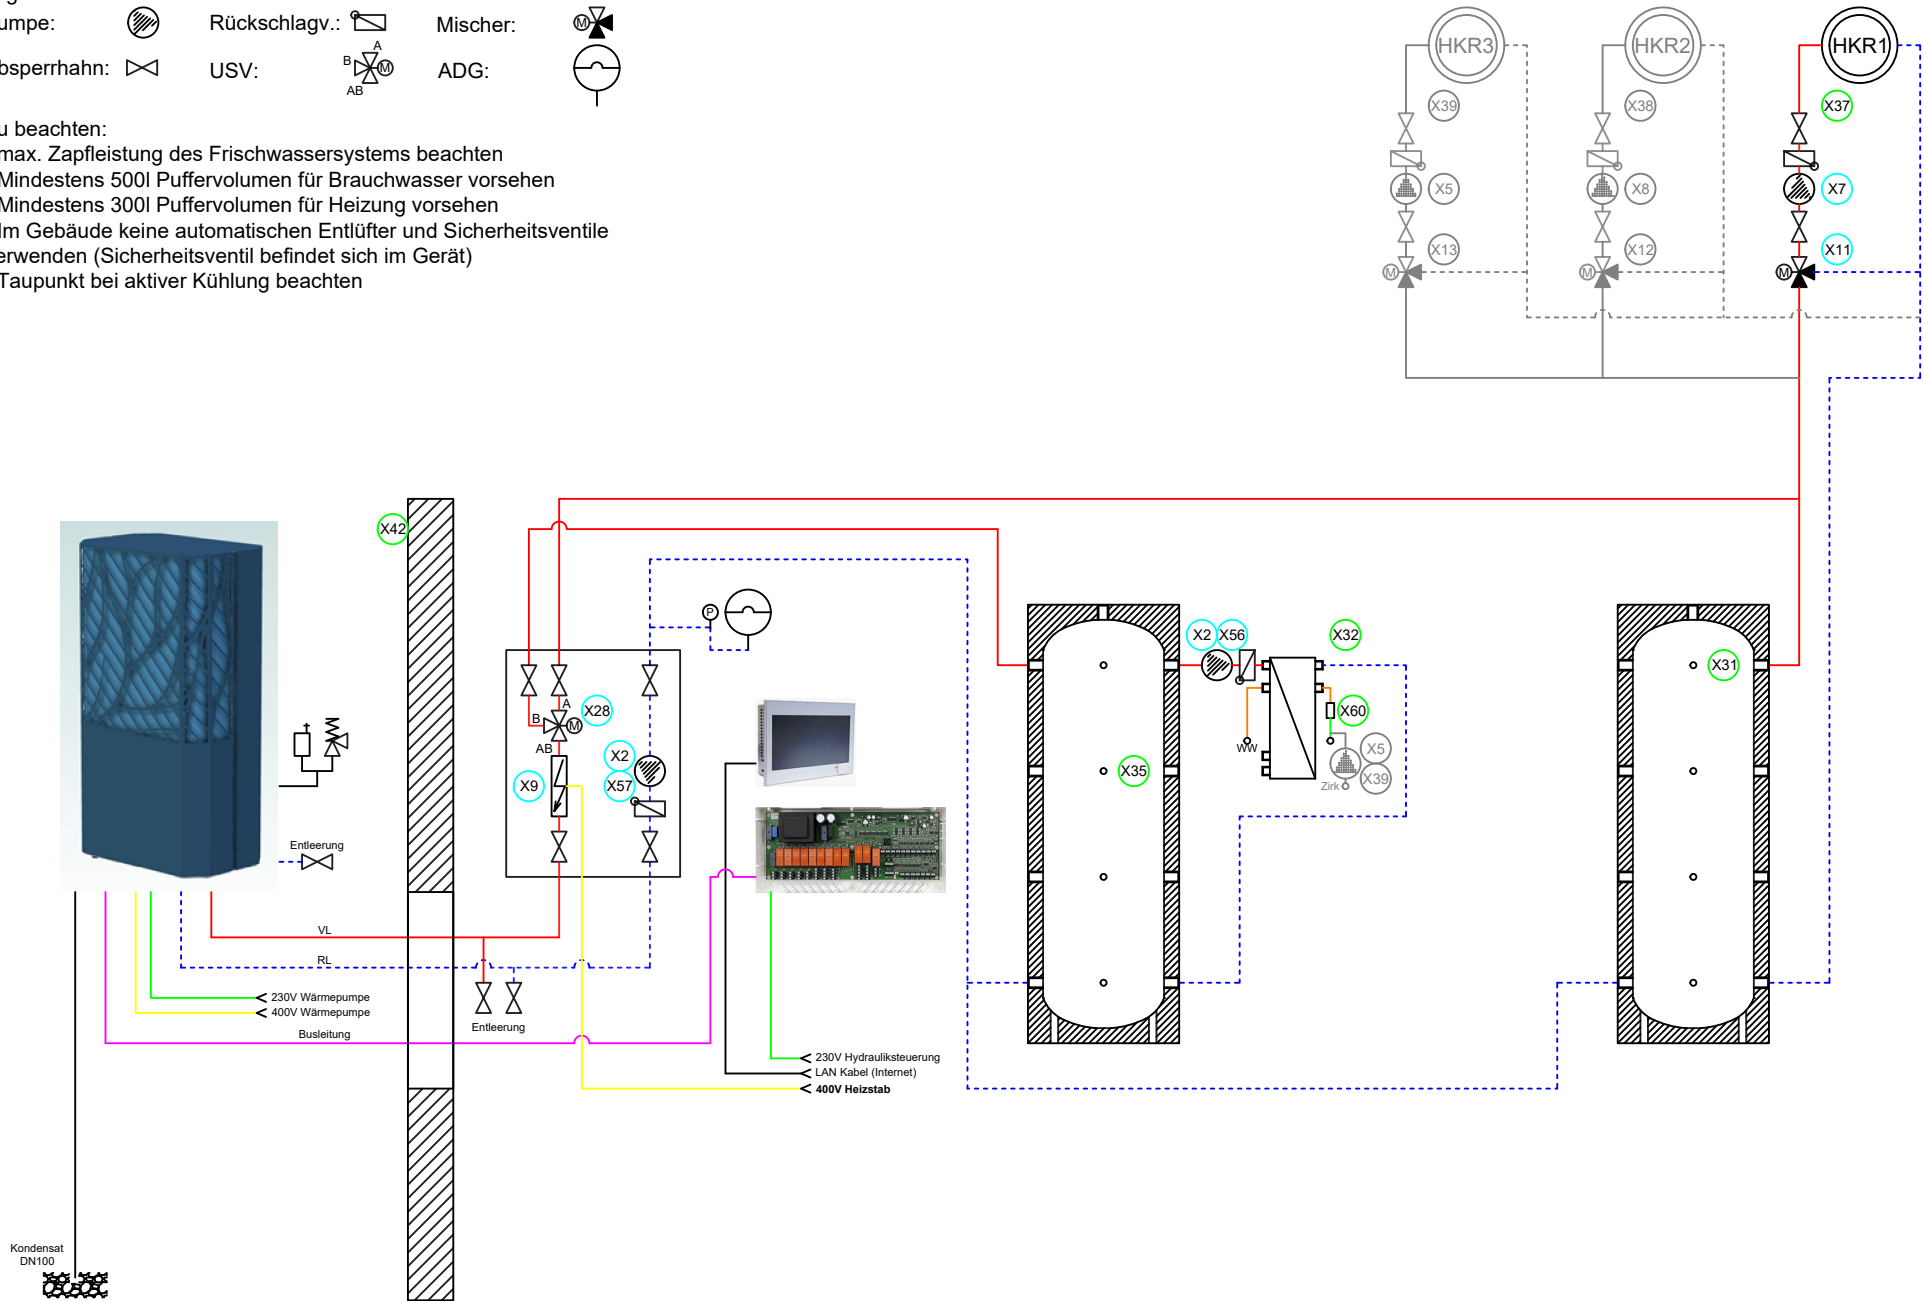 umpe:
Rückschlagv.:
Mischer:
M
bsperrhahn:
USV:
A
B
M
AB
ADG:
u beachten:
max. Zapfleistung des Frischwassersystems beachten
Mindestens 500l Puffervolumen für Brauchwasser vorsehen
Mindestens 300l Puffervolumen für Heizung vorsehen
Im Gebäude keine automatischen Entlüfter und Sicherheitsventile
erwenden (Sicherheitsventil befindet sich im Gerät)
Taupunkt bei aktiver Kühlung beachten
HKR3
HKR2
HKR1
X39
X38
X37
X5
X8
X7
X13
X12
X11
M
M
M
X42
P
X2
X56
X32
X31
A
X28
B
M
AB
X2
X9
X57
X60
WW
X5
X39
Zirk
X35
Entleerung
VL
RL
230V Wärmepumpe
400V Wärmepumpe
Busleitung
Entleerung
230V Hydrauliksteuerung
LAN Kabel (Internet)
400V Heizstab
Kondensat
DN100